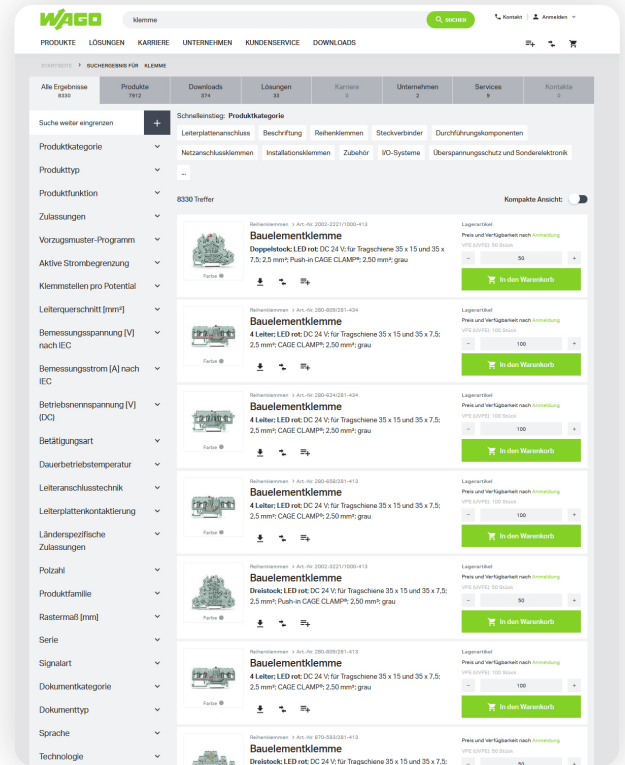 WAGO
klemme
SUCHEN
Kontakt
Anmelden
PRODUKTE LÖSUNGEN KARRIERE UNTERNEHMEN KUNDENSERVICE DOWNLOADS
STARTSEITE > SUCHERGEBNIS FÜR KLEMME
Alle Ergebnisse Produkte Downloads Lösungen Karriere Unternehmen Services Kontakte
8330 7912 374 33 0 2 9 0
Suche weiter eingrenzen +
Produktkategorie
Produkttyp
Produktfunktion
Zulassungen
Vorzugsmuster-Programm
Aktive Strombegrenzung
Klemmstellen pro Potential
Leiterquerschnitt [mm²]
Bemessungsspannung [V]
nach IEC
Bemessungsstrom [A] nach
IEC
Betriebsnennspannung [V]
(DC)
Betätigungsart
Dauerbetriebstemperatur
Leiteranschlusstechnik
Leiterplattenkontaktierung
Länderspezifische
Zulassungen
Polzahl
Produktfamilie
Rastermaß [mm]
Serie
Signalart
Dokumentkategorie
Dokumenttyp
Sprache
Technologie
Schnelleinstieg: Produktkategorie
Leiterplattenanschluss Beschriftung Reihenklemmen Steckverbinder Durchführungskomponenten
Netzanschlussklemmen Installationsklemmen Zubehör I/O-Systeme Überspannungsschutz und Sonderelektronik
...
8330 Treffer Kompakte Ansicht:
Reihenklemmen > Art.-Nr. 2002-2221/1000-413
Bauelementklemme
Doppelstock; LED rot; DC 24 V; für Tragschiene 35 x 15 und 35 x
7,5; 2,5 mm²; Push-in CAGE CLAMP®; 2,50 mm²; grau
Farbe
Lagerartikel
Preis und Verfügbarkeit nach Anmeldung
VPE (UVPE): 50 Stück
- 50 +
In den Warenkorb
Reihenklemmen > Art.-Nr. 280-609/281-434
Bauelementklemme
4 Leiter; LED rot; DC 24 V; für Tragschiene 35 x 15 und 35 x 7,5;
2,5 mm²; CAGE CLAMP®; 2,50 mm²; grau
Farbe
Lagerartikel
Preis und Verfügbarkeit nach Anmeldung
VPE (UVPE): 100 Stück
- 100 +
In den Warenkorb
Reihenklemmen > Art.-Nr. 280-624/281-434
Bauelementklemme
4 Leiter; LED rot; DC 24 V; für Tragschiene 35 x 15 und 35 x 7,5;
2,5 mm²; CAGE CLAMP®; 2,50 mm²; grau
Farbe
Lagerartikel
Preis und Verfügbarkeit nach Anmeldung
VPE (UVPE): 100 Stück
- 100 +
In den Warenkorb
Reihenklemmen > Art.-Nr. 280-658/281-413
Bauelementklemme
4 Leiter; LED rot; DC 24 V; für Tragschiene 35 x 15 und 35 x 7,5;
2,5 mm²; CAGE CLAMP®; 2,50 mm²; grau
Farbe
Lagerartikel
Preis und Verfügbarkeit nach Anmeldung
VPE (UVPE): 100 Stück
- 100 +
In den Warenkorb
Reihenklemmen > Art.-Nr. 2002-3221/1000-413
Bauelementklemme
Dreistock; LED rot; DC 24 V; für Tragschiene 35 x 15 und 35 x 7,5;
2,5 mm²; Push-in CAGE CLAMP®; 2,50 mm²; grau
Farbe
Lagerartikel
Preis und Verfügbarkeit nach Anmeldung
VPE (UVPE): 50 Stück
- 50 +
In den Warenkorb
Reihenklemmen > Art.-Nr. 280-609/281-413
Bauelementklemme
4 Leiter; LED rot; DC 24 V; für Tragschiene 35 x 15 und 35 x 7,5;
2,5 mm²; CAGE CLAMP®; 2,50 mm²; grau
Farbe
Lagerartikel
Preis und Verfügbarkeit nach Anmeldung
VPE (UVPE): 100 Stück
- 100 +
In den Warenkorb
Reihenklemmen > Art.-Nr. 870-593/281-413
Bauelementklemme
Dreistock; LED rot; DC 24 V; für Tragschiene 35 x 15 und 35 x 7,5;
Lagerartikel
Preis und Verfügbarkeit nach Anmeldung
VPE (UVPE): 50 Stück
- 50 +